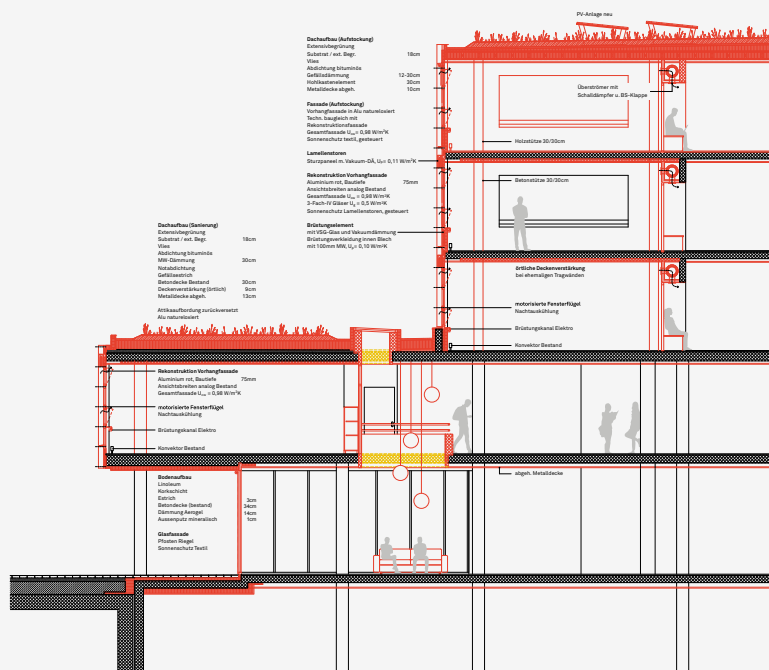 PV-Anlage neu
Dachaufbau (Aufstockung)
Extensivbegrünung
Substrat / ext. Begr. 18cm
Vlies
Abdichtung bituminös
Gefällsdämmung 12-30cm
Hohlkastenelement 30cm
Metalldecke abgeh. 10cm
Überströmer mit
Schalldämpfer u. BS-Klappe
Fassade (Aufstockung)
Vorhangfassade in Alu natureloxiert
Techn. baugleich mit
Rekonstruktionsfassade
Gesamtfassade Ucw= 0,98 W/m²K
Sonnenschutz textil, gesteuert
Holzstütze 30/30cm
Lamellenstoren
Sturzpaneel m. Vakuum-DÄ, Up= 0,11 W/m²K
Rekonstruktion Vorhangfassade
Aluminium rot, Bautiefe 75mm
Ansichtsbreiten analog Bestand
Gesamtfassade Ucw = 0,98 W/m²K
3-Fach-IV Gläser Ug = 0,5 W/m²K
Sonnenschutz Lamellenstoren, gesteuert
Betonstütze 30/30cm
Brüstungselement
mit VSG-Glas und Vakuumdämmung
Brüstungsverkleidung innen Blech
mit 100mm MW, Up= 0,10 W/m²K
Dachaufbau (Sanierung)
Extensivbegrünung
Substrat / ext. Begr. 18cm
Vlies
Abdichtung bituminös
MW-Dämmung 30cm
Notabdichtung
Gefällsestrich
Betondecke Bestand 30cm
Deckenverstärkung (örtlich) 9cm
Metalldecke abgeh. 13cm
Attikaaufbordung zurückversetzt
Alu natureloxiert
örtliche Deckenverstärkung
bei ehemaligen Tragwänden
motorisierte Fensterflügel
Nachtauskühlung
Brüstungskanal Elektro
Konvektor Bestand
Rekonstruktion Vorhangfassade
Aluminium rot, Bautiefe 75mm
Ansichtsbreiten analog Bestand
Gesamtfassade Ucw = 0,98 W/m²K
motorisierte Fensterflügel
Nachtauskühlung
Brüstungskanal Elektro
Konvektor Bestand
abgeh. Metalldecke
Bodenaufbau
Linoleum
Korkschicht
Estrich 3cm
Betondecke (bestand) 34cm
Dämmung Aerogel 14cm
Aussenputz mineralisch 1cm
Glasfassade
Pfosten Riegel
Sonnenschutz Textil